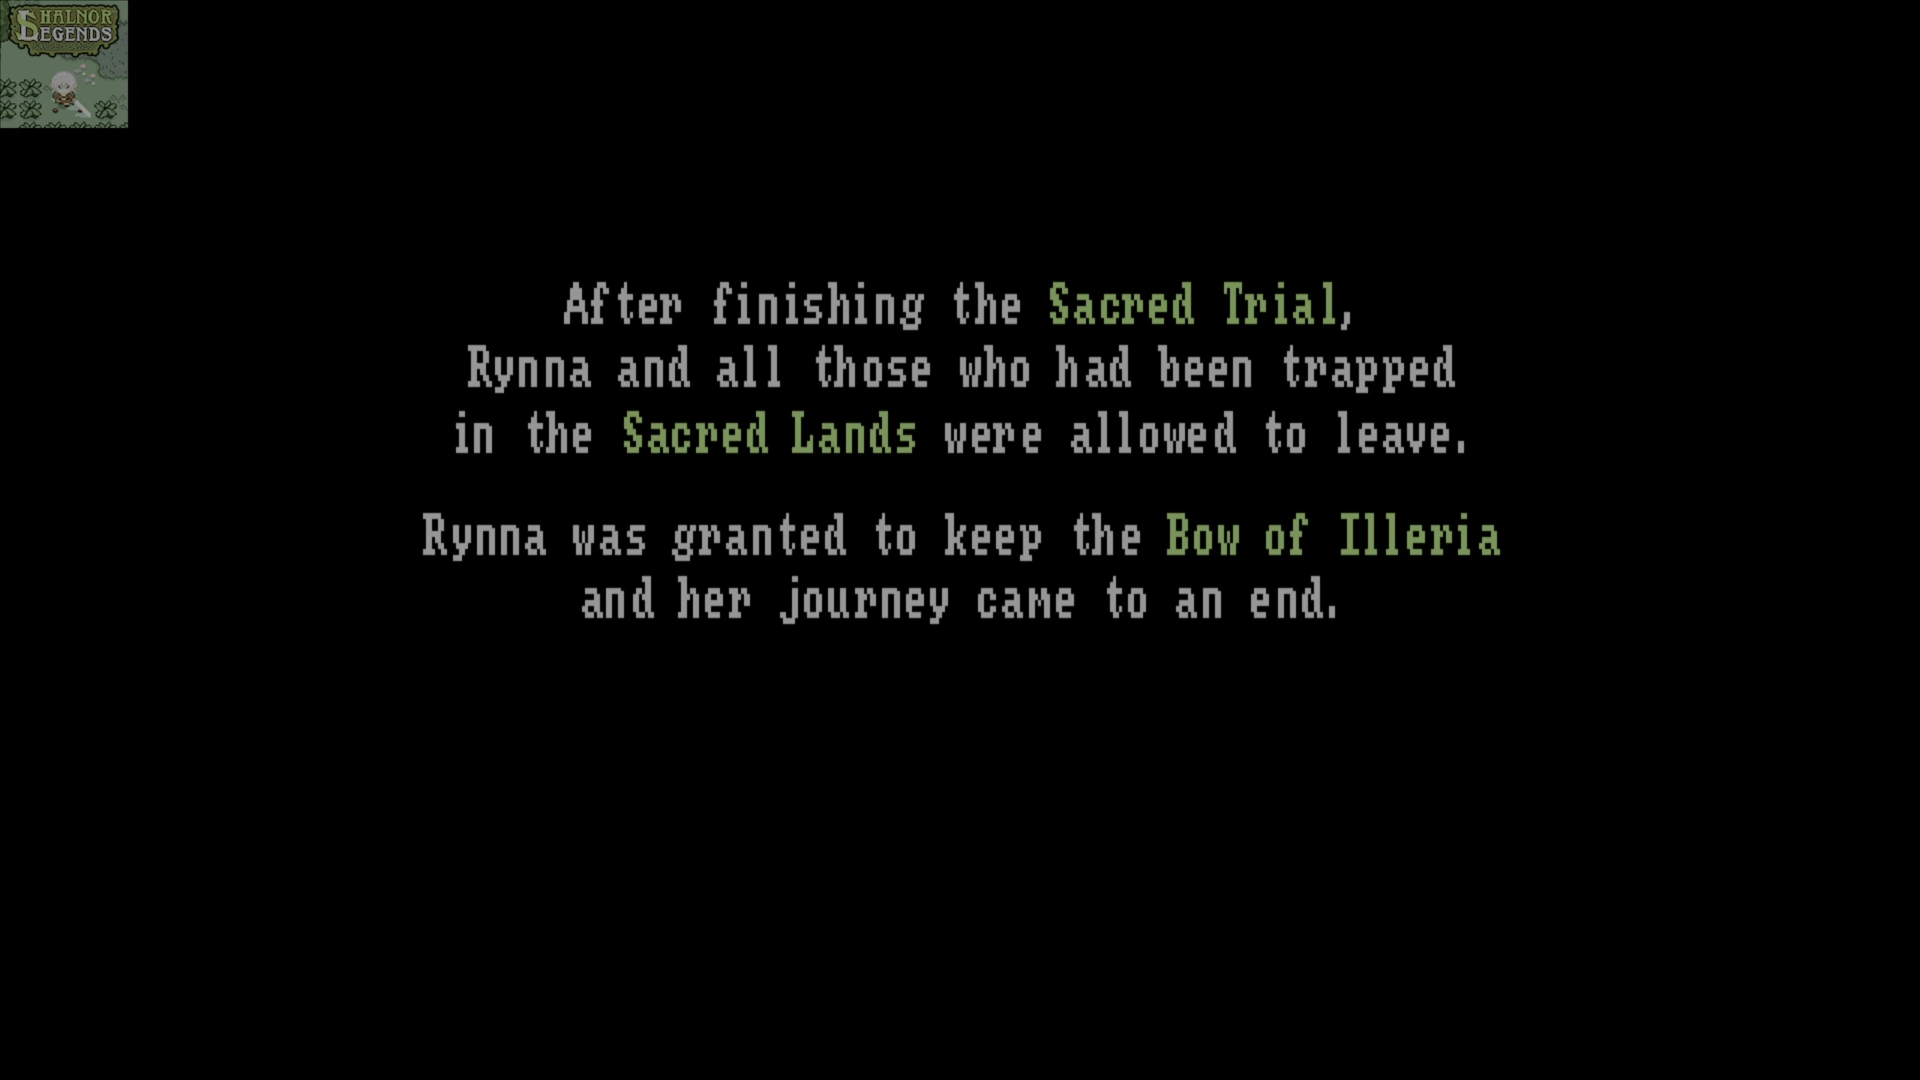 SHALNOR
LEGENDS
After finishing the Sacred Trial,
Rynna and all those who had been trapped
in the Sacred Lands were allowed to leave.
Rynna was granted to keep the Bow of Illeria
and her journey came to an end.